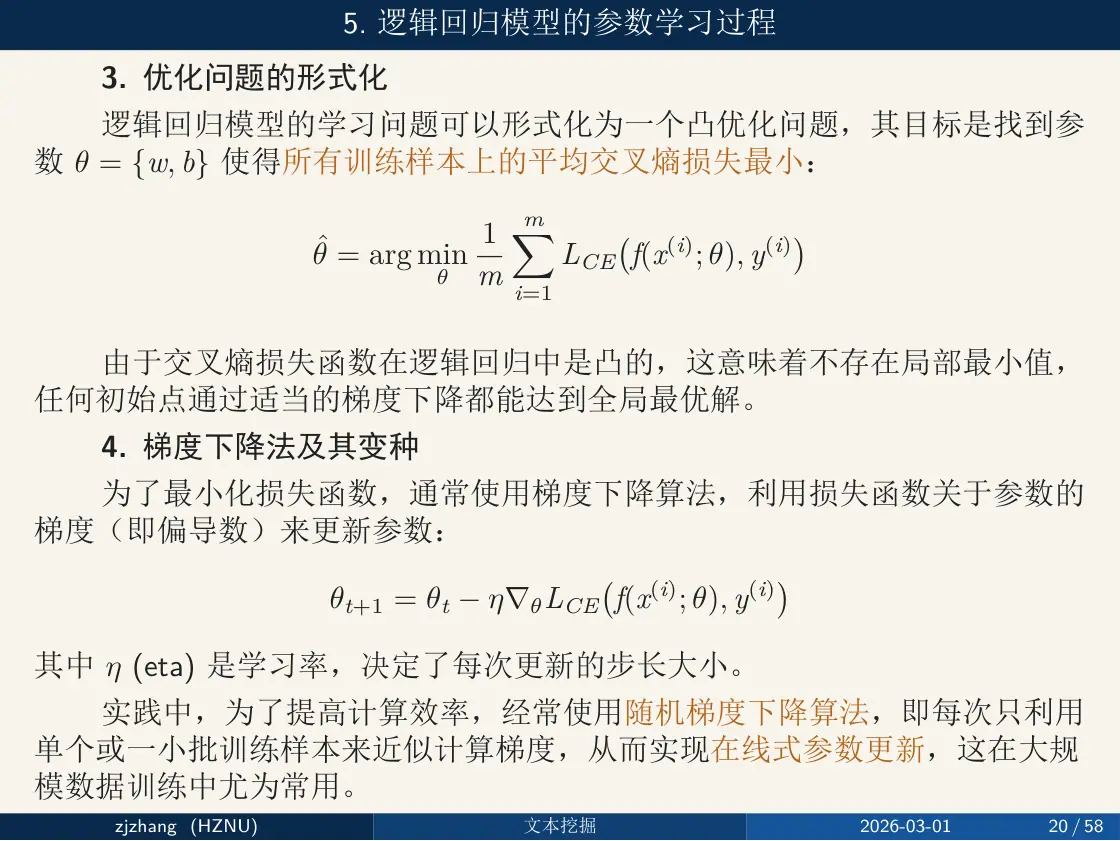 5. 逻辑回归模型的参数学习过程
3. 优化问题的形式化
逻辑回归模型的学习问题可以形式化为一个凸优化问题，其目标是找到参
数 θ = {w, b} 使得所有训练样本上的平均交叉熵损失最小：
θ̂ = arg min_θ 1/m ∑_{i=1}^{m} L_{CE}(f(x^{(i)}; θ), y^{(i)})
由于交叉熵损失函数在逻辑回归中是凸的，这意味着不存在局部最小值，
任何初始点通过适当的梯度下降都能达到全局最优解。
4. 梯度下降法及其变种
为了最小化损失函数，通常使用梯度下降算法，利用损失函数关于参数的
梯度（即偏导数）来更新参数：
θ_{t+1} = θ_t − η∇_θ L_{CE}(f(x^{(i)}; θ), y^{(i)})
其中 η (eta) 是学习率，决定了每次更新的步长大小。
实践中，为了提高计算效率，经常使用随机梯度下降算法，即每次只利用
单个或一小批训练样本来近似计算梯度，从而实现在线式参数更新，这在大规
模数据训练中尤为常用。
zjzhang (HZNU) 文本挖掘 2026-03-01 20 / 58